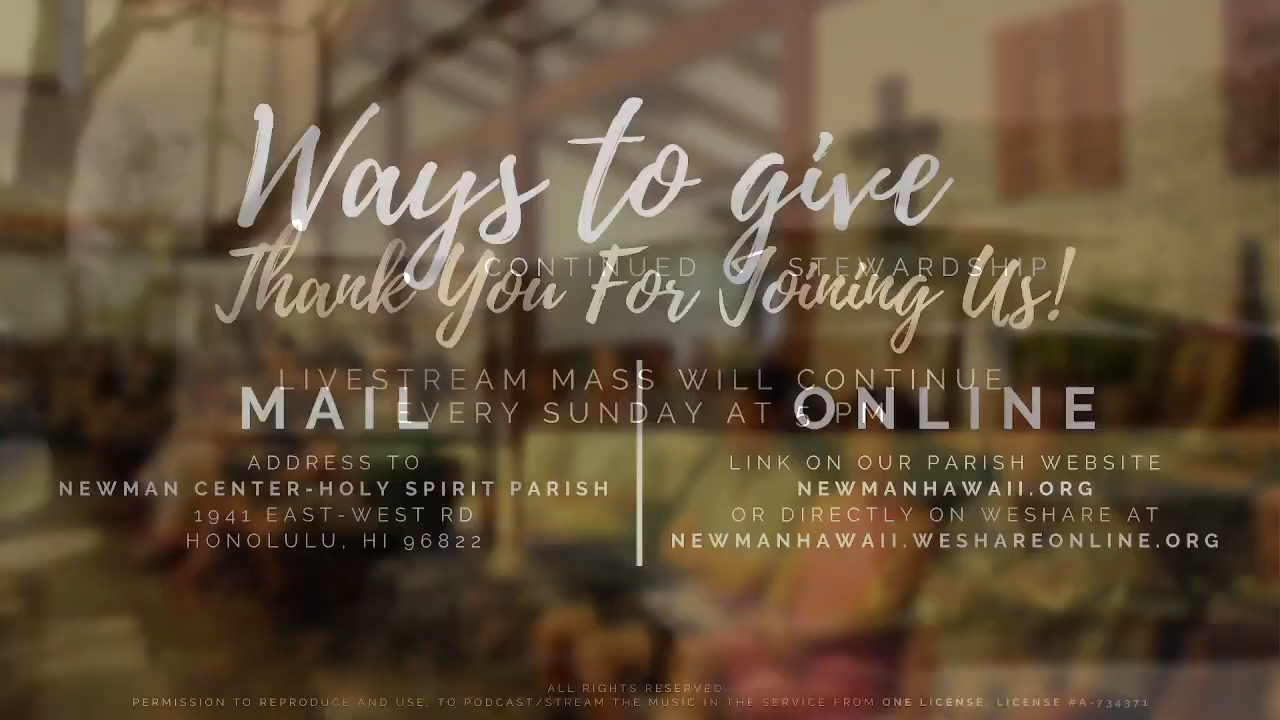 Ways to give
CONTINUED STEWARDSHIP
Thank You For Joining Us!
LIVESTREAM MASS WILL CONTINUE
EVERY SUNDAY AT 5 PM
MAIL
ADDRESS TO
NEWMAN CENTER-HOLY SPIRIT PARISH
1941 EAST-WEST RD
HONOLULU, HI 96822
ONLINE
LINK ON OUR PARISH WEBSITE
NEWMANHAWAII.ORG
OR DIRECTLY ON WESHARE AT
NEWMANHAWAII.WESHAREONLINE.ORG
ALL RIGHTS RESERVED
PERMISSION TO REPRODUCE AND USE, TO PODCAST/STREAM THE MUSIC IN THE SERVICE FROM ONE LICENSE, LICENSE #A-734371